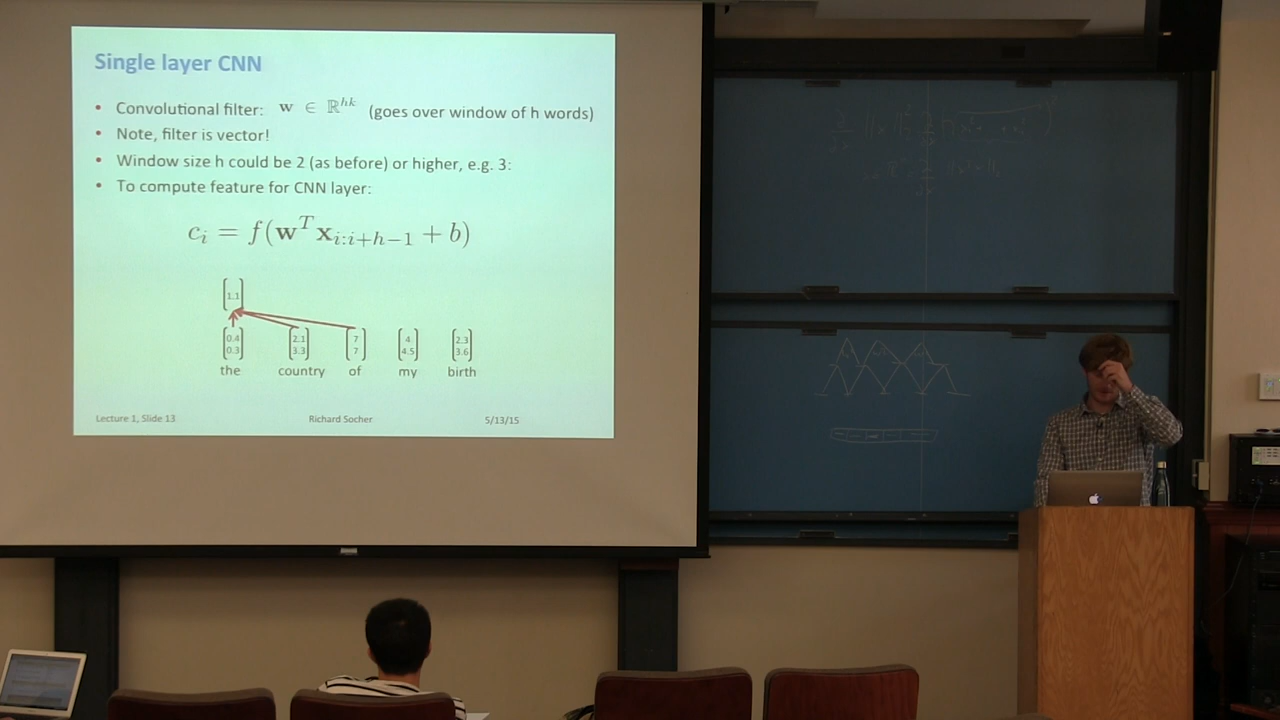 Single layer CNN
• Convolutional filter: w ∈ ℝ^{hk} (goes over window of h words)
• Note, filter is vector!
• Window size h could be 2 (as before) or higher, e.g. 3:
• To compute feature for CNN layer:
c_i = f(w^T x_{i:i+h−1} + b)
1.1
0.4 2.1 7 4 2.3
0.3 3.3 7 4.5 3.6
the country of my birth
Lecture 1, Slide 13 Richard Socher 5/13/15